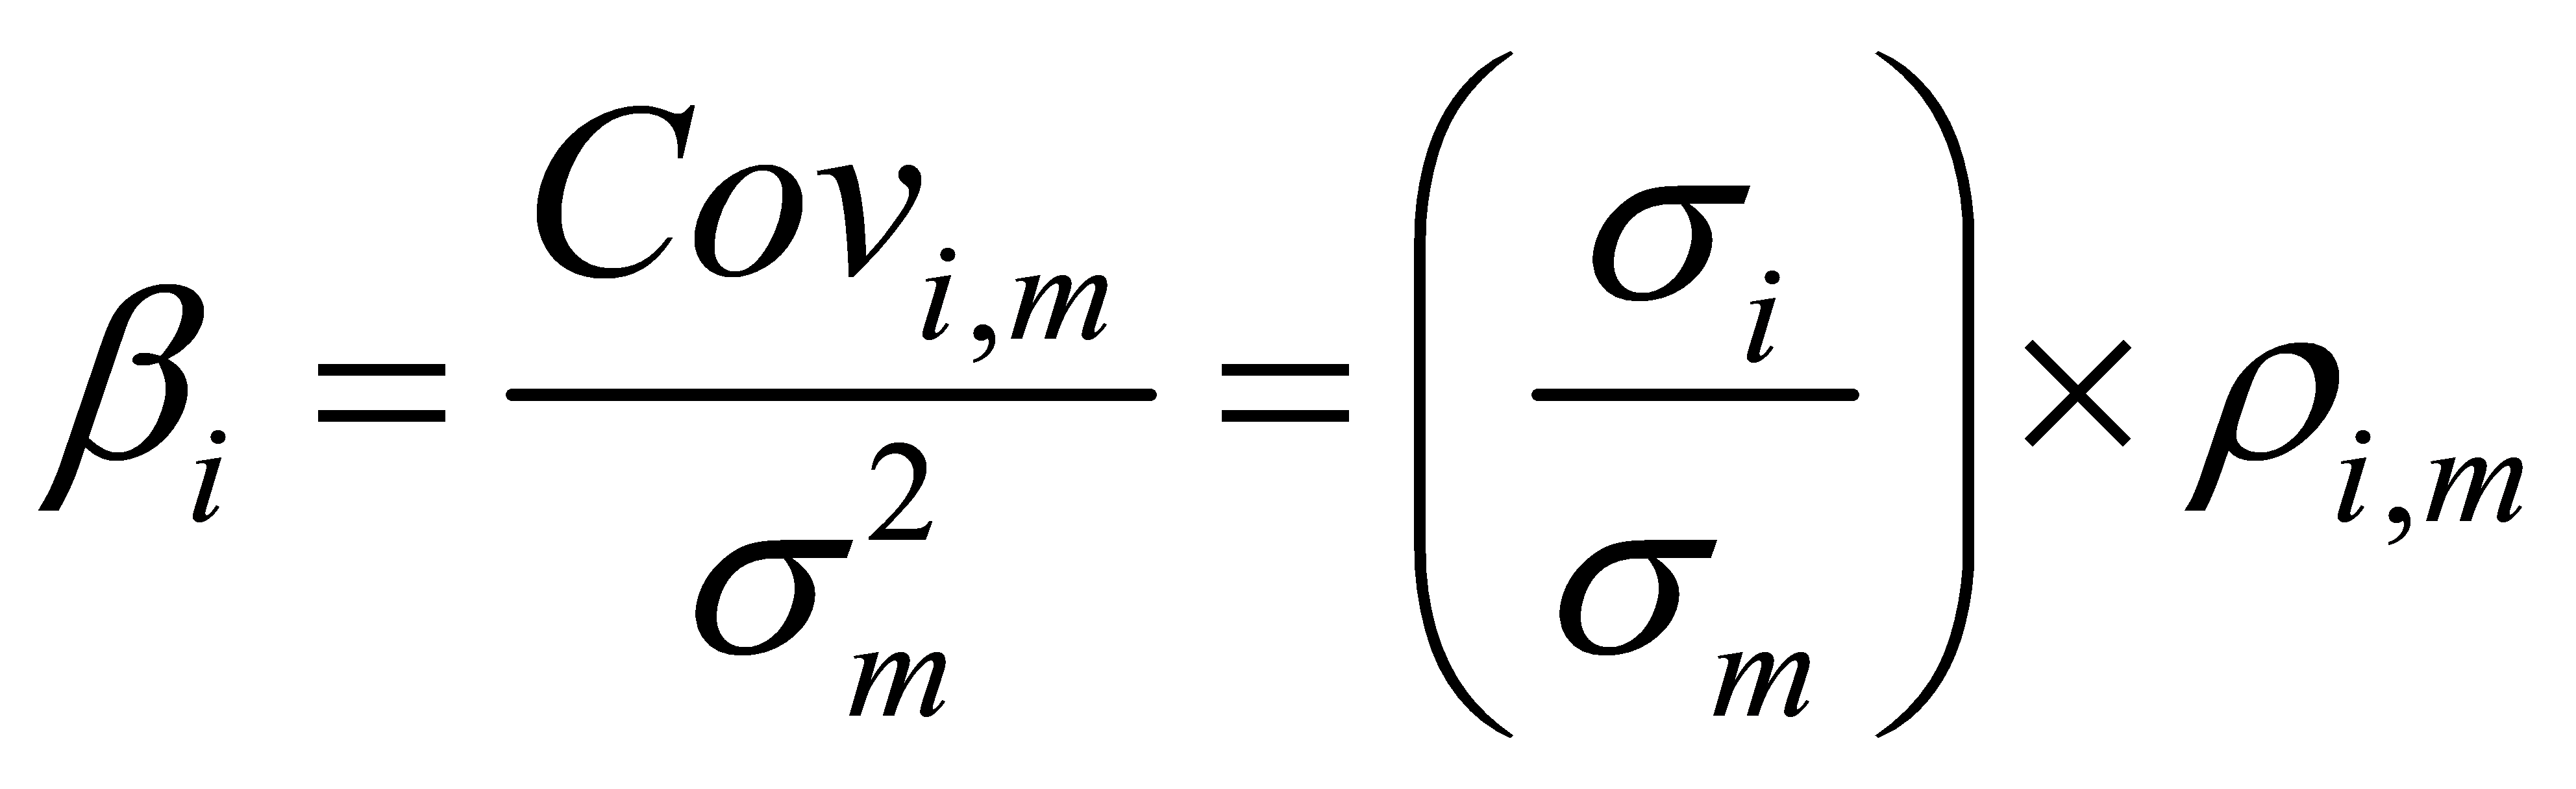 β_i = Cov_{i,m} / σ_m^2 = (σ_i / σ_m) × ρ_{i,m}